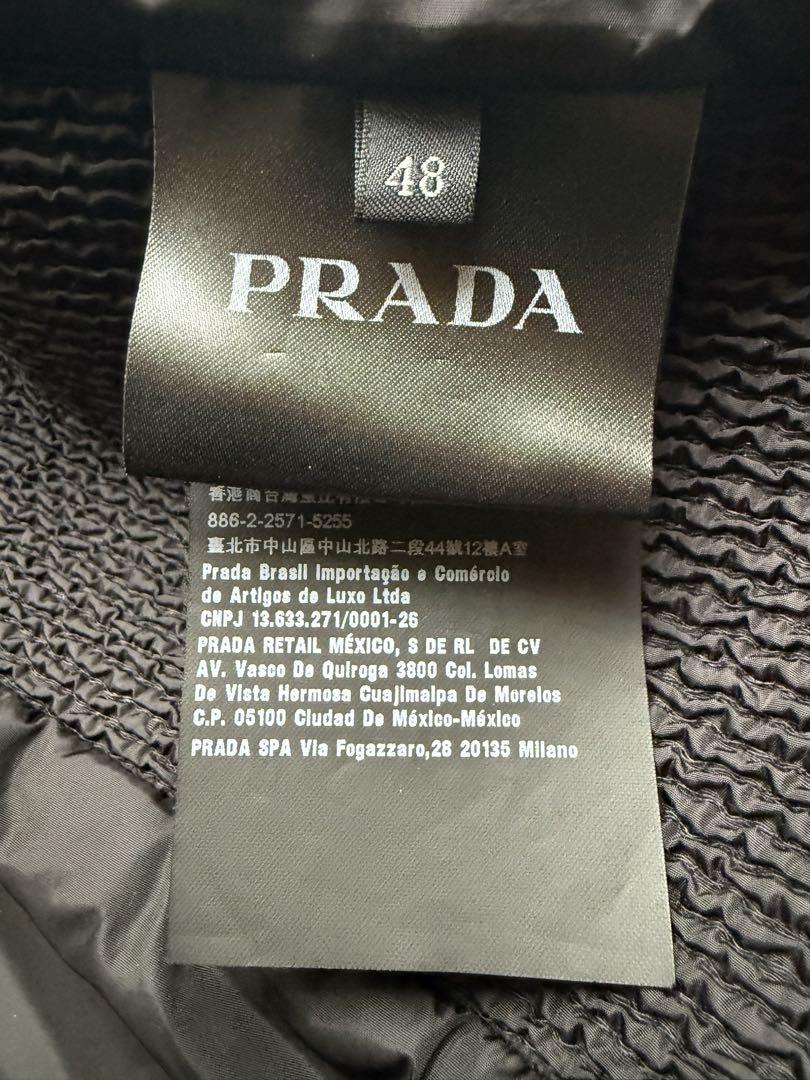 48
PRADA
886-2-2571-5255
臺北市中山區中山北路二段44號12樓A室
Prada Brasil Importação e Comércio
de Artigos de Luxo Ltda
CNPJ 13.633.271/0001-26
PRADA RETAIL MÉXICO, S DE RL DE CV
AV. Vasco De Quiroga 3800 Col. Lomas
De Vista Hermosa Cuajimalpa De Morelos
C.P. 05100 Ciudad De México-México
PRADA SPA Via Fogazzaro,28 20135 Milano